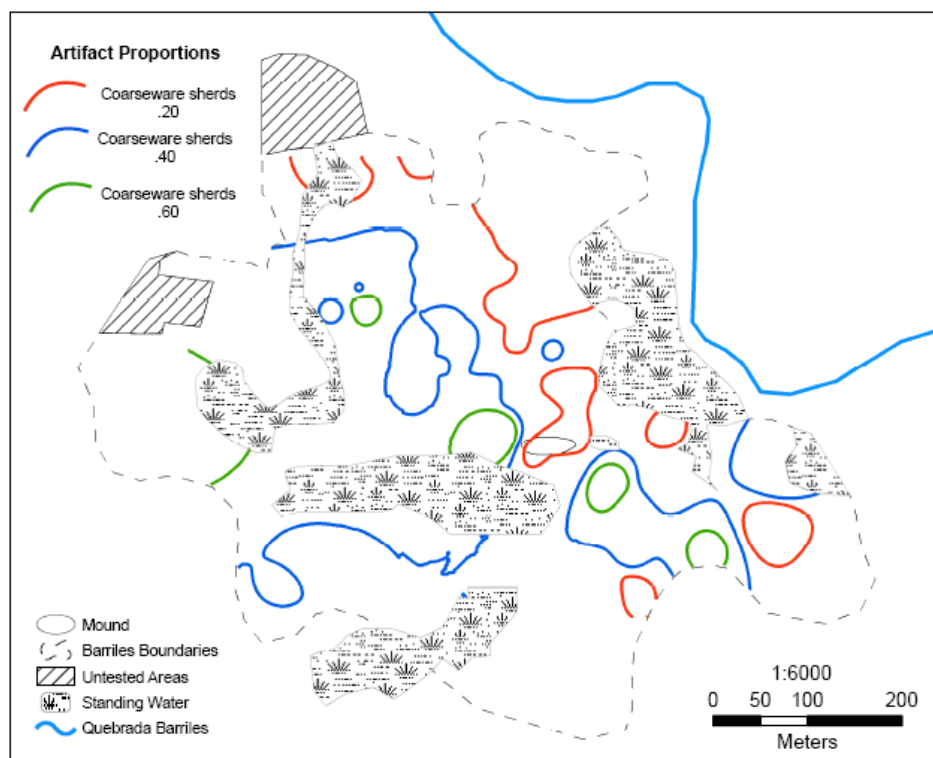 Artifact Proportions
Coarseware sherds
.20
Coarseware sherds
.40
Coarseware sherds
.60
Mound
Barriles Boundaries
Untested Areas
Standing Water
Quebrada Barriles
1:6000
0 50 100 200
Meters